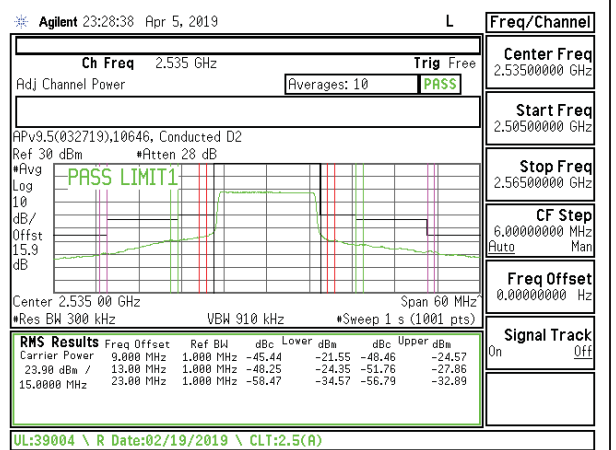 Agilent 23:28:38 Apr 5, 2019 L
Freq/Channel
Ch Freq 2.535 GHz Trig Free
Adj Channel Power Averages: 10 PASS
APv9.5(032719),10646, Conducted D2
Ref 30 dBm #Atten 28 dB
#Avg
Log
10
dB/
Offst
15.9
dB
PASS LIMIT1
Center 2.535 00 GHz Span 60 MHz^
#Res BW 300 kHz VBW 910 kHz #Sweep 1 s (1001 pts)
RMS Results Freq Offset Ref BW dBc Lower dBm dBc Upper dBm
Carrier Power 9.000 MHz 1.000 MHz -45.44 -21.55 -48.46 -24.57
23.90 dBm / 13.00 MHz 1.000 MHz -48.25 -24.35 -51.76 -27.86
15.0000 MHz 23.00 MHz 1.000 MHz -58.47 -34.57 -56.79 -32.89
UL:39004 \ R Date:02/19/2019 \ CLT:2.5(A)
Center Freq
2.53500000 GHz
Start Freq
2.50500000 GHz
Stop Freq
2.56500000 GHz
CF Step
6.00000000 MHz
Auto Man
Freq Offset
0.00000000 Hz
Signal Track
On Off